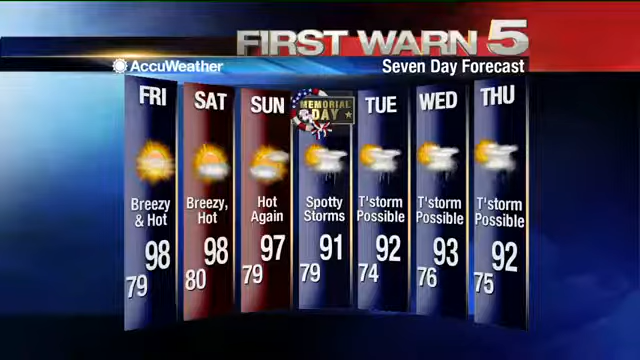 FIRST WARN 5
AccuWeather
Seven Day Forecast
FRI
Breezy
& Hot
98
79
SAT
Breezy,
Hot
98
80
SUN
Hot
Again
97
79
MEMORIAL
DAY
Spotty
Storms
91
79
TUE
T'storm
Possible
92
74
WED
T'storm
Possible
93
76
THU
T'storm
Possible
92
75